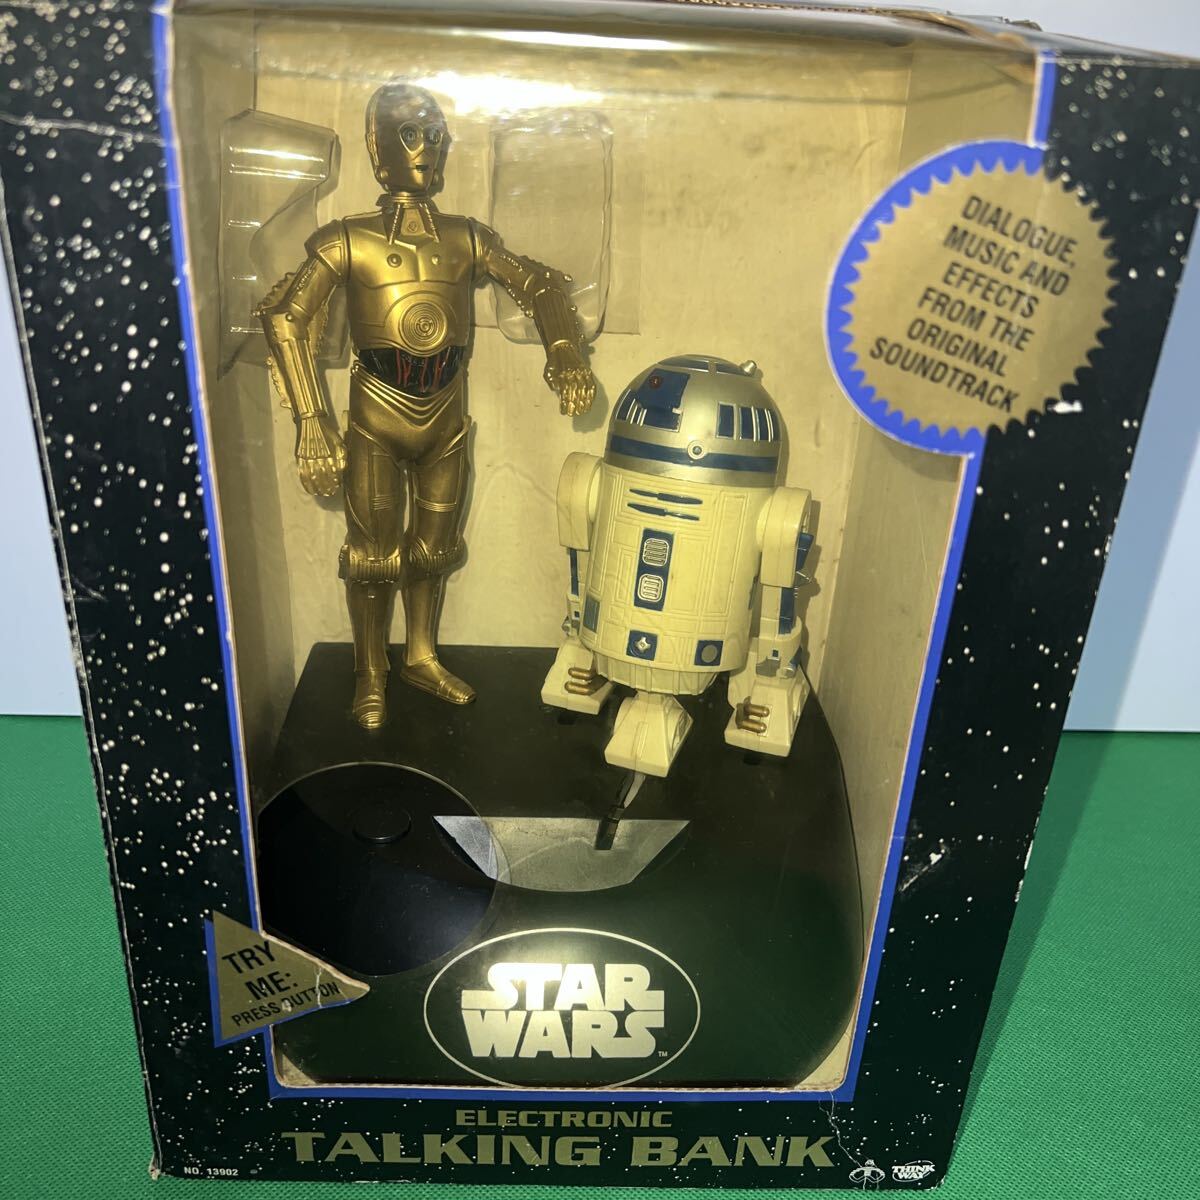 DIALOGUE,
MUSIC AND
EFFECTS
FROM THE
ORIGINAL
SOUNDTRACK
TRY
ME:
PRESS BUTTON
STAR
WARS
TM
ELECTRONIC
TALKING BANK
NO. 13902
THINK
WAY